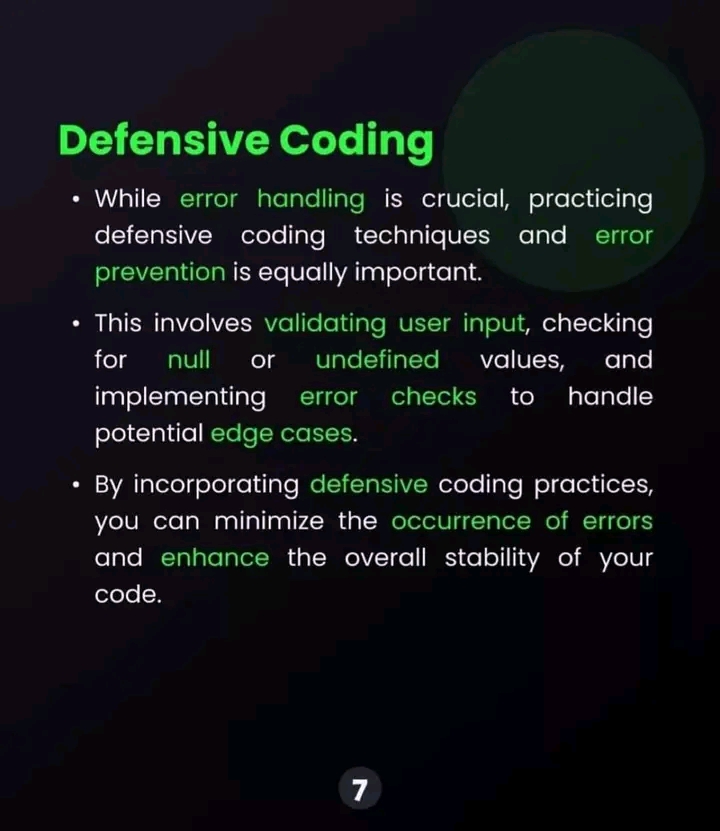 Defensive Coding
• While error handling is crucial, practicing
defensive coding techniques and error
prevention is equally important.
• This involves validating user input, checking
for null or undefined values, and
implementing error checks to handle
potential edge cases.
• By incorporating defensive coding practices,
you can minimize the occurrence of errors
and enhance the overall stability of your
code.
7